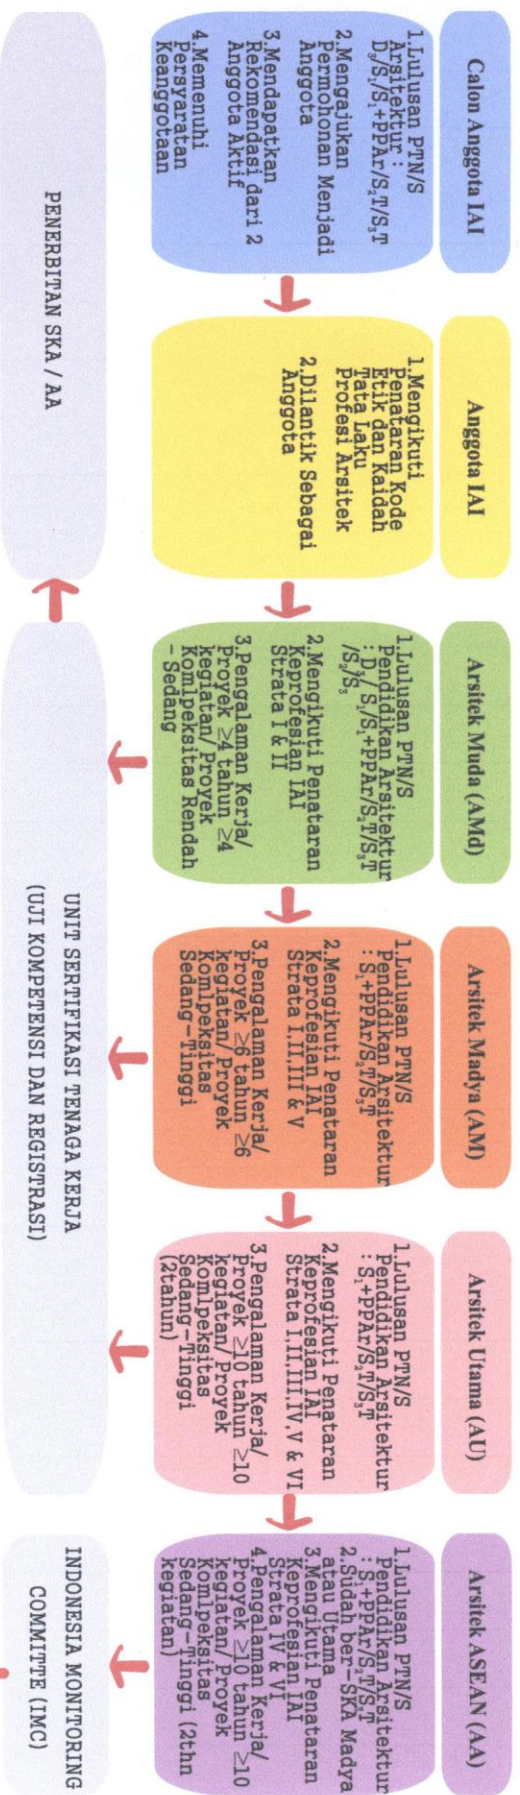 Calon Anggota IAI
1.Lulusan PTN/S
Arsitektur :
D₃/S₁/S₁+PPAr/S₂T/S₃T
2.Mengajukan
Permohonan Menjadi
Anggota
3.Mendapatkan
Rekomendasi dari 2
Anggota Aktif
4.Memenuhi
Persyaratan
Keanggotaan
Anggota IAI
1.Mengikuti
Penataran Kode
Etik dan Kaidah
Tata Laku
Profesi Arsitek
2.Dilantik Sebagai
Anggota
Arsitek Muda (AMd)
1.Lulusan PTN/S
Pendidikan Arsitektur
: D₃/ S₁/S₁+PPAr/S₂T/S₃T
/S₂/S₃
2.Mengikuti Penataran
Keprofesian IAI
Strata I & II
3.Pengalaman Kerja/
Proyek ≥4 tahun ≥4
kegiatan/ Proyek
Komlpeksitas Rendah
- Sedang
Arsitek Madya (AM)
1.Lulusan PTN/S
Pendidikan Arsitektur
: S₁+PPAr/S₂T/S₃T
2.Mengikuti Penataran
Keprofesian IAI
Strata I.II.III & V
3.Pengalaman Kerja/
Proyek ≥6 tahun ≥6
kegiatan/ Proyek
Komlpeksitas
Sedang-Tinggi
Arsitek Utama (AU)
1.Lulusan PTN/S
Pendidikan Arsitektur
: S₁+PPAr/S₂T/S₃T
2.Mengikuti Penataran
Keprofesian IAI
Strata I.II.III.IV.V & VI
3.Pengalaman Kerja/
Proyek ≥10 tahun ≥10
kegiatan/ Proyek
Komlpeksitas
Sedang-Tinggi
(2tahun)
Arsitek ASEAN (AA)
1.Lulusan PTN/S
Pendidikan Arsitektur
: S₁+PPAr/S₂T/S₃T
2.Sudah ber-SKA Madya
atau Utama
3 Mengikuti Penataran
Keprofesian IAI
Strata IV & VI
4.Pengalaman Kerja/
Proyek ≥10 tahun ≥10
kegiatan/ Proyek
Komlpeksitas
Sedang-Tinggi (2thn
kegiatan)
PENERBITAN SKA / AA
UNIT SERTIFIKASI TENAGA KERJA
(UJI KOMPETENSI DAN REGISTRASI)
INDONESIA MONITORING
COMMITTE (IMC)